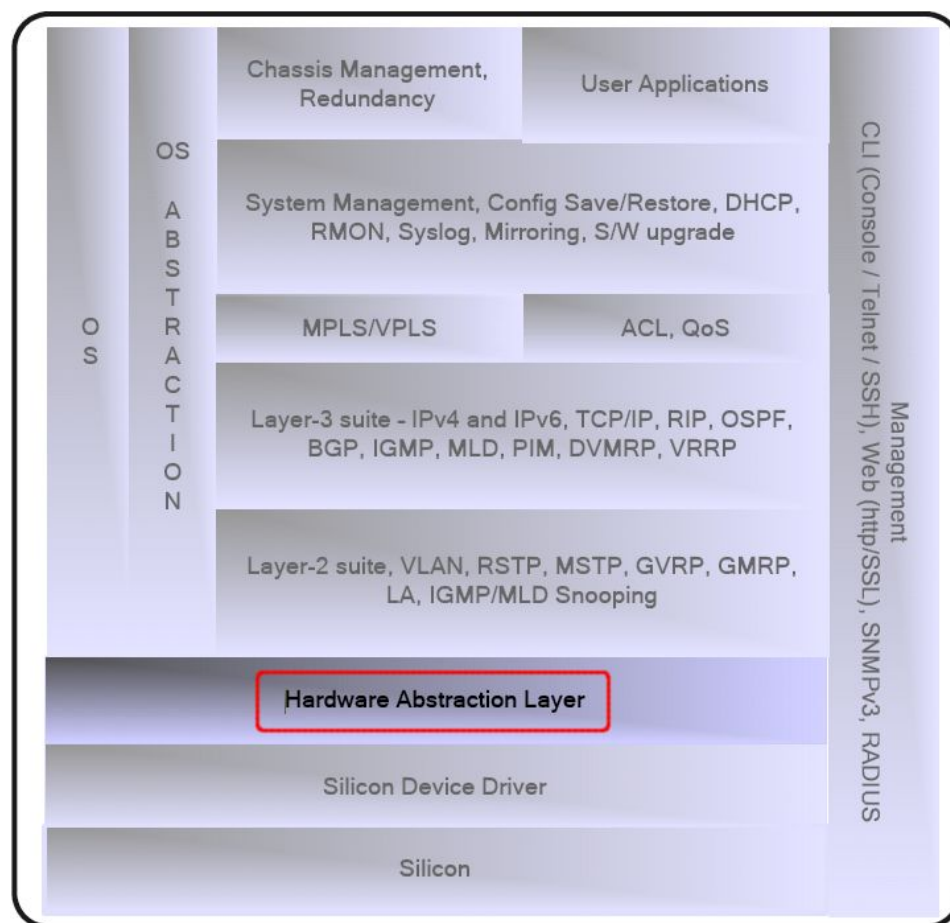 OS
OS ABSTRACTION
Chassis Management,
Redundancy
User Applications
System Management, Config Save/Restore, DHCP,
RMON, Syslog, Mirroring, S/W upgrade
MPLS/VPLS
ACL, QoS
Layer-3 suite - IPv4 and IPv6, TCP/IP, RIP, OSPF,
BGP, IGMP, MLD, PIM, DVMRP, VRRP
Layer-2 suite, VLAN, RSTP, MSTP, GVRP, GMRP,
LA, IGMP/MLD Snooping
Hardware Abstraction Layer
Silicon Device Driver
Silicon
Management
CLI (Console / Telnet / SSH), Web (http/SSL), SNMPv3, RADIUS